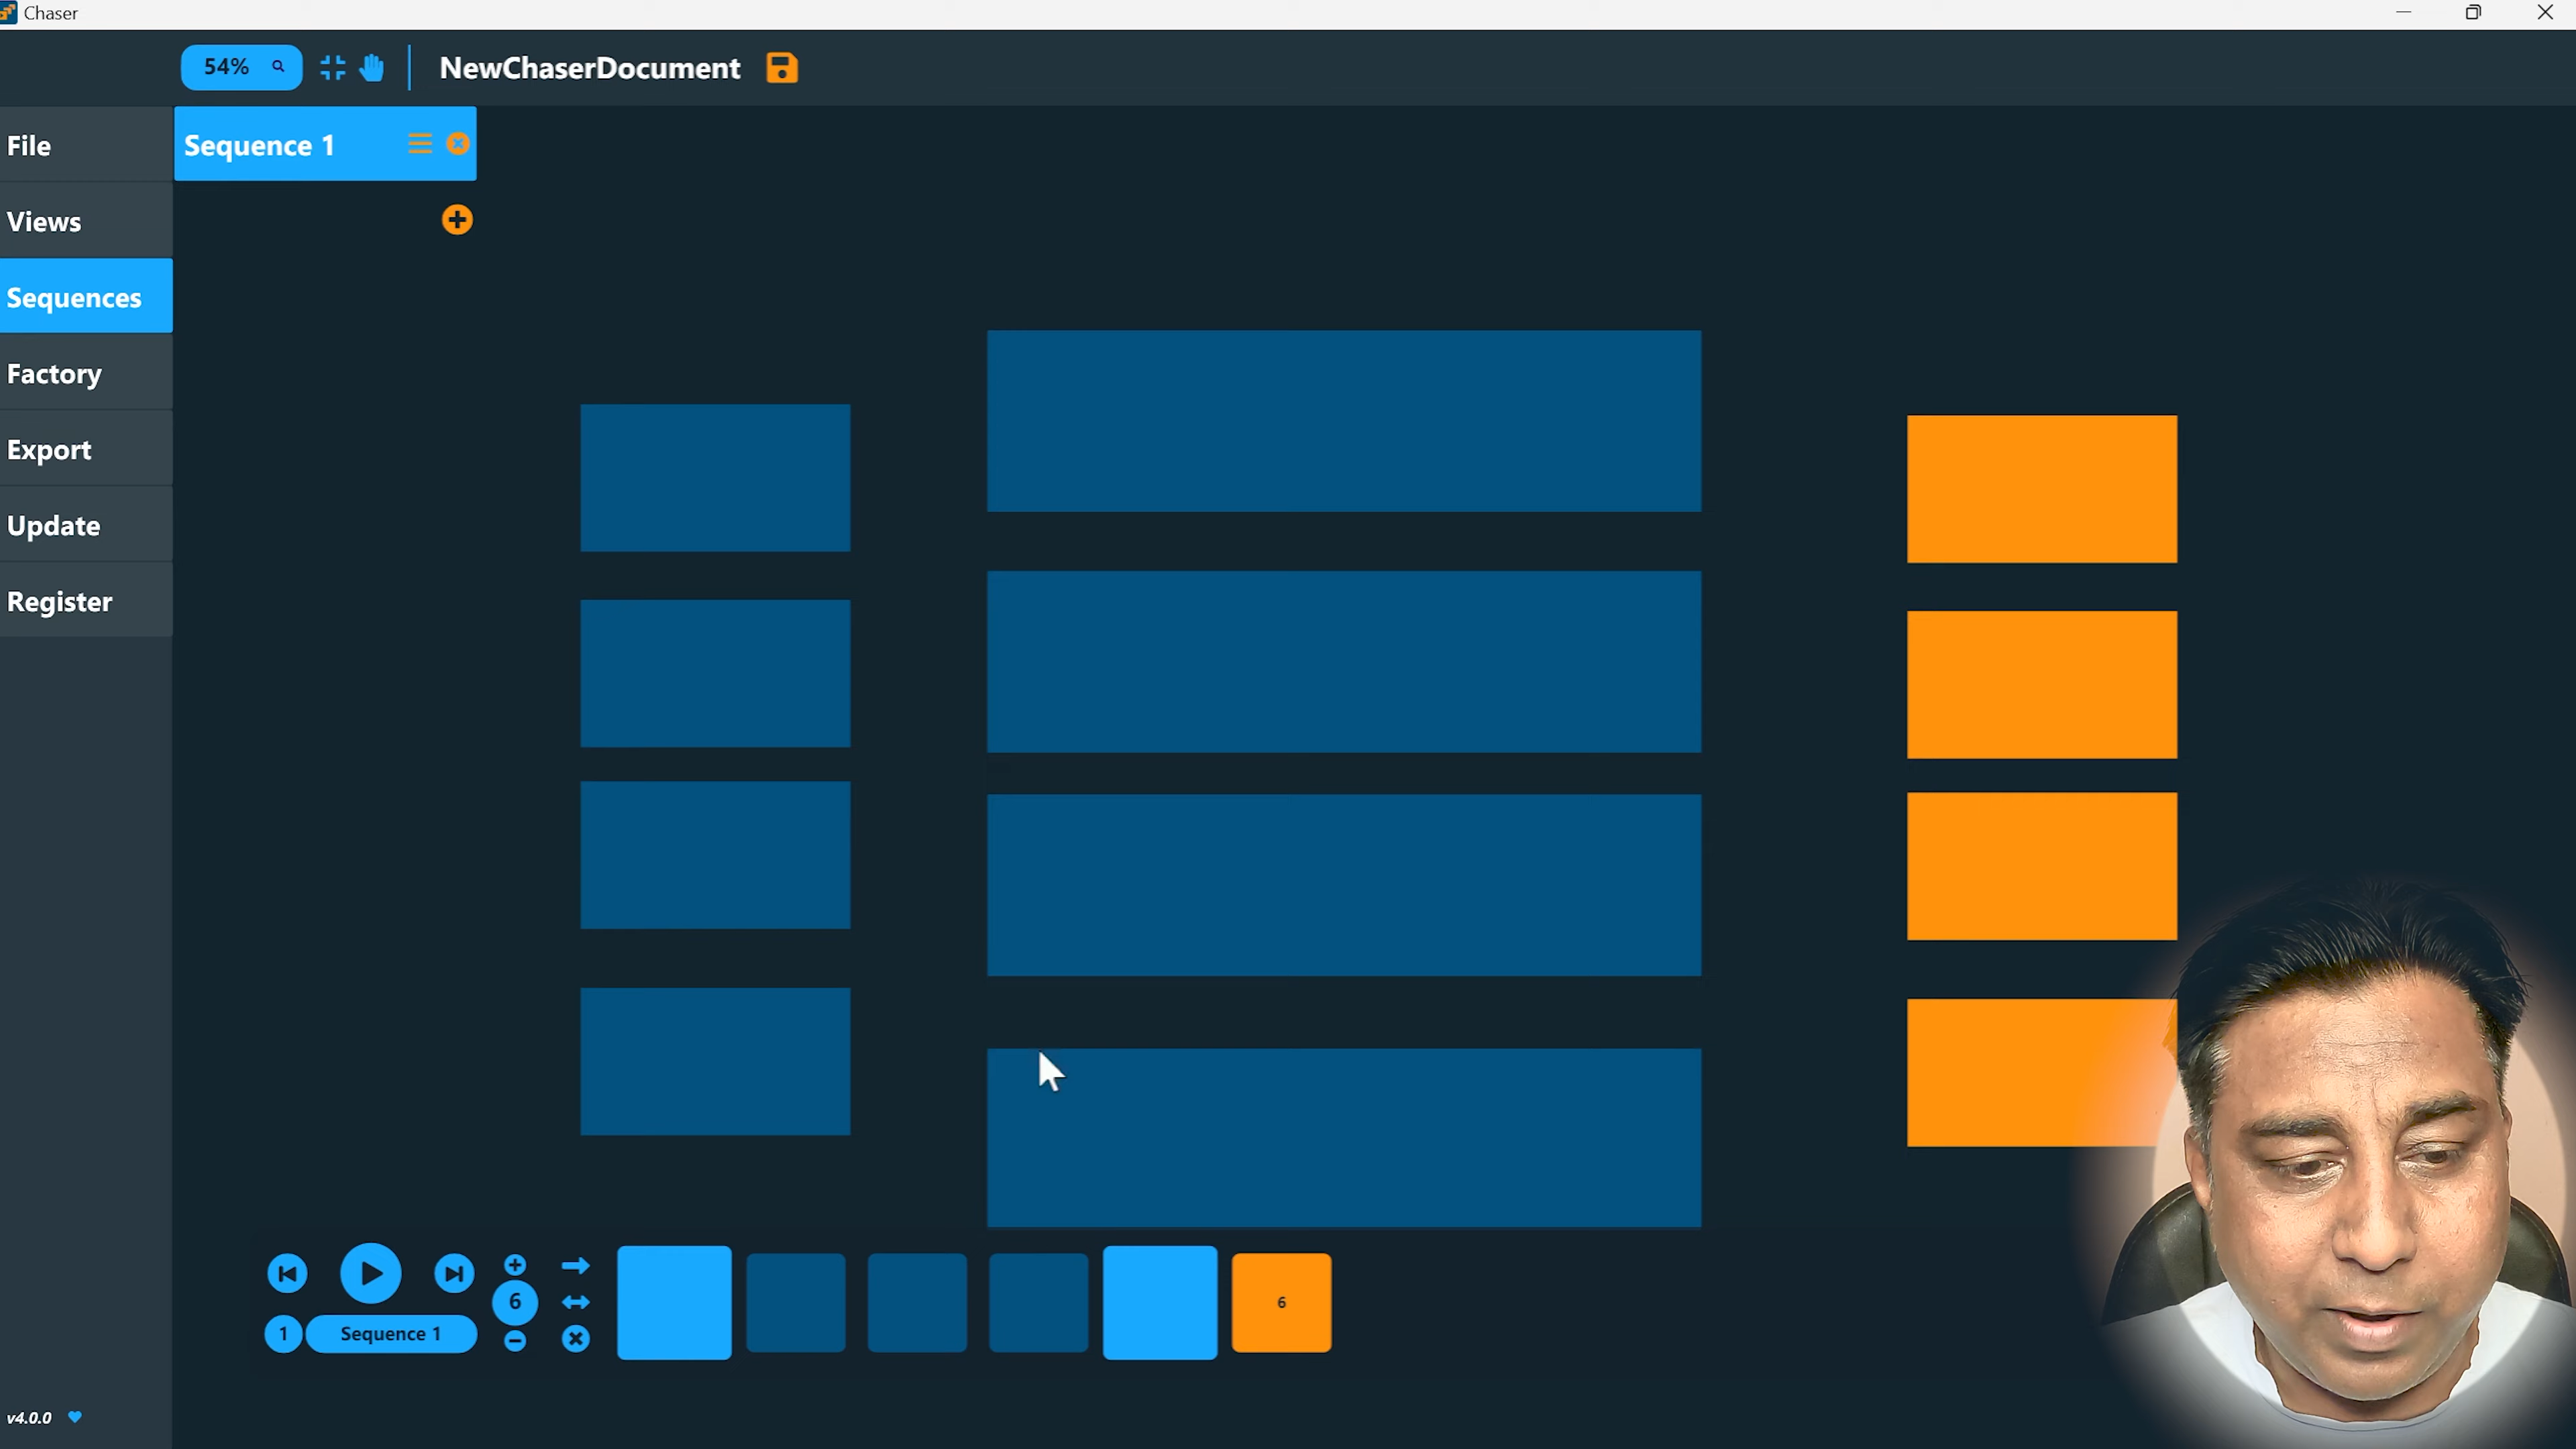 Chaser
54%
NewChaserDocument
File
Sequence 1
Views
Sequences
Factory
Export
Update
Register
6
6
1
Sequence 1
v4.0.0